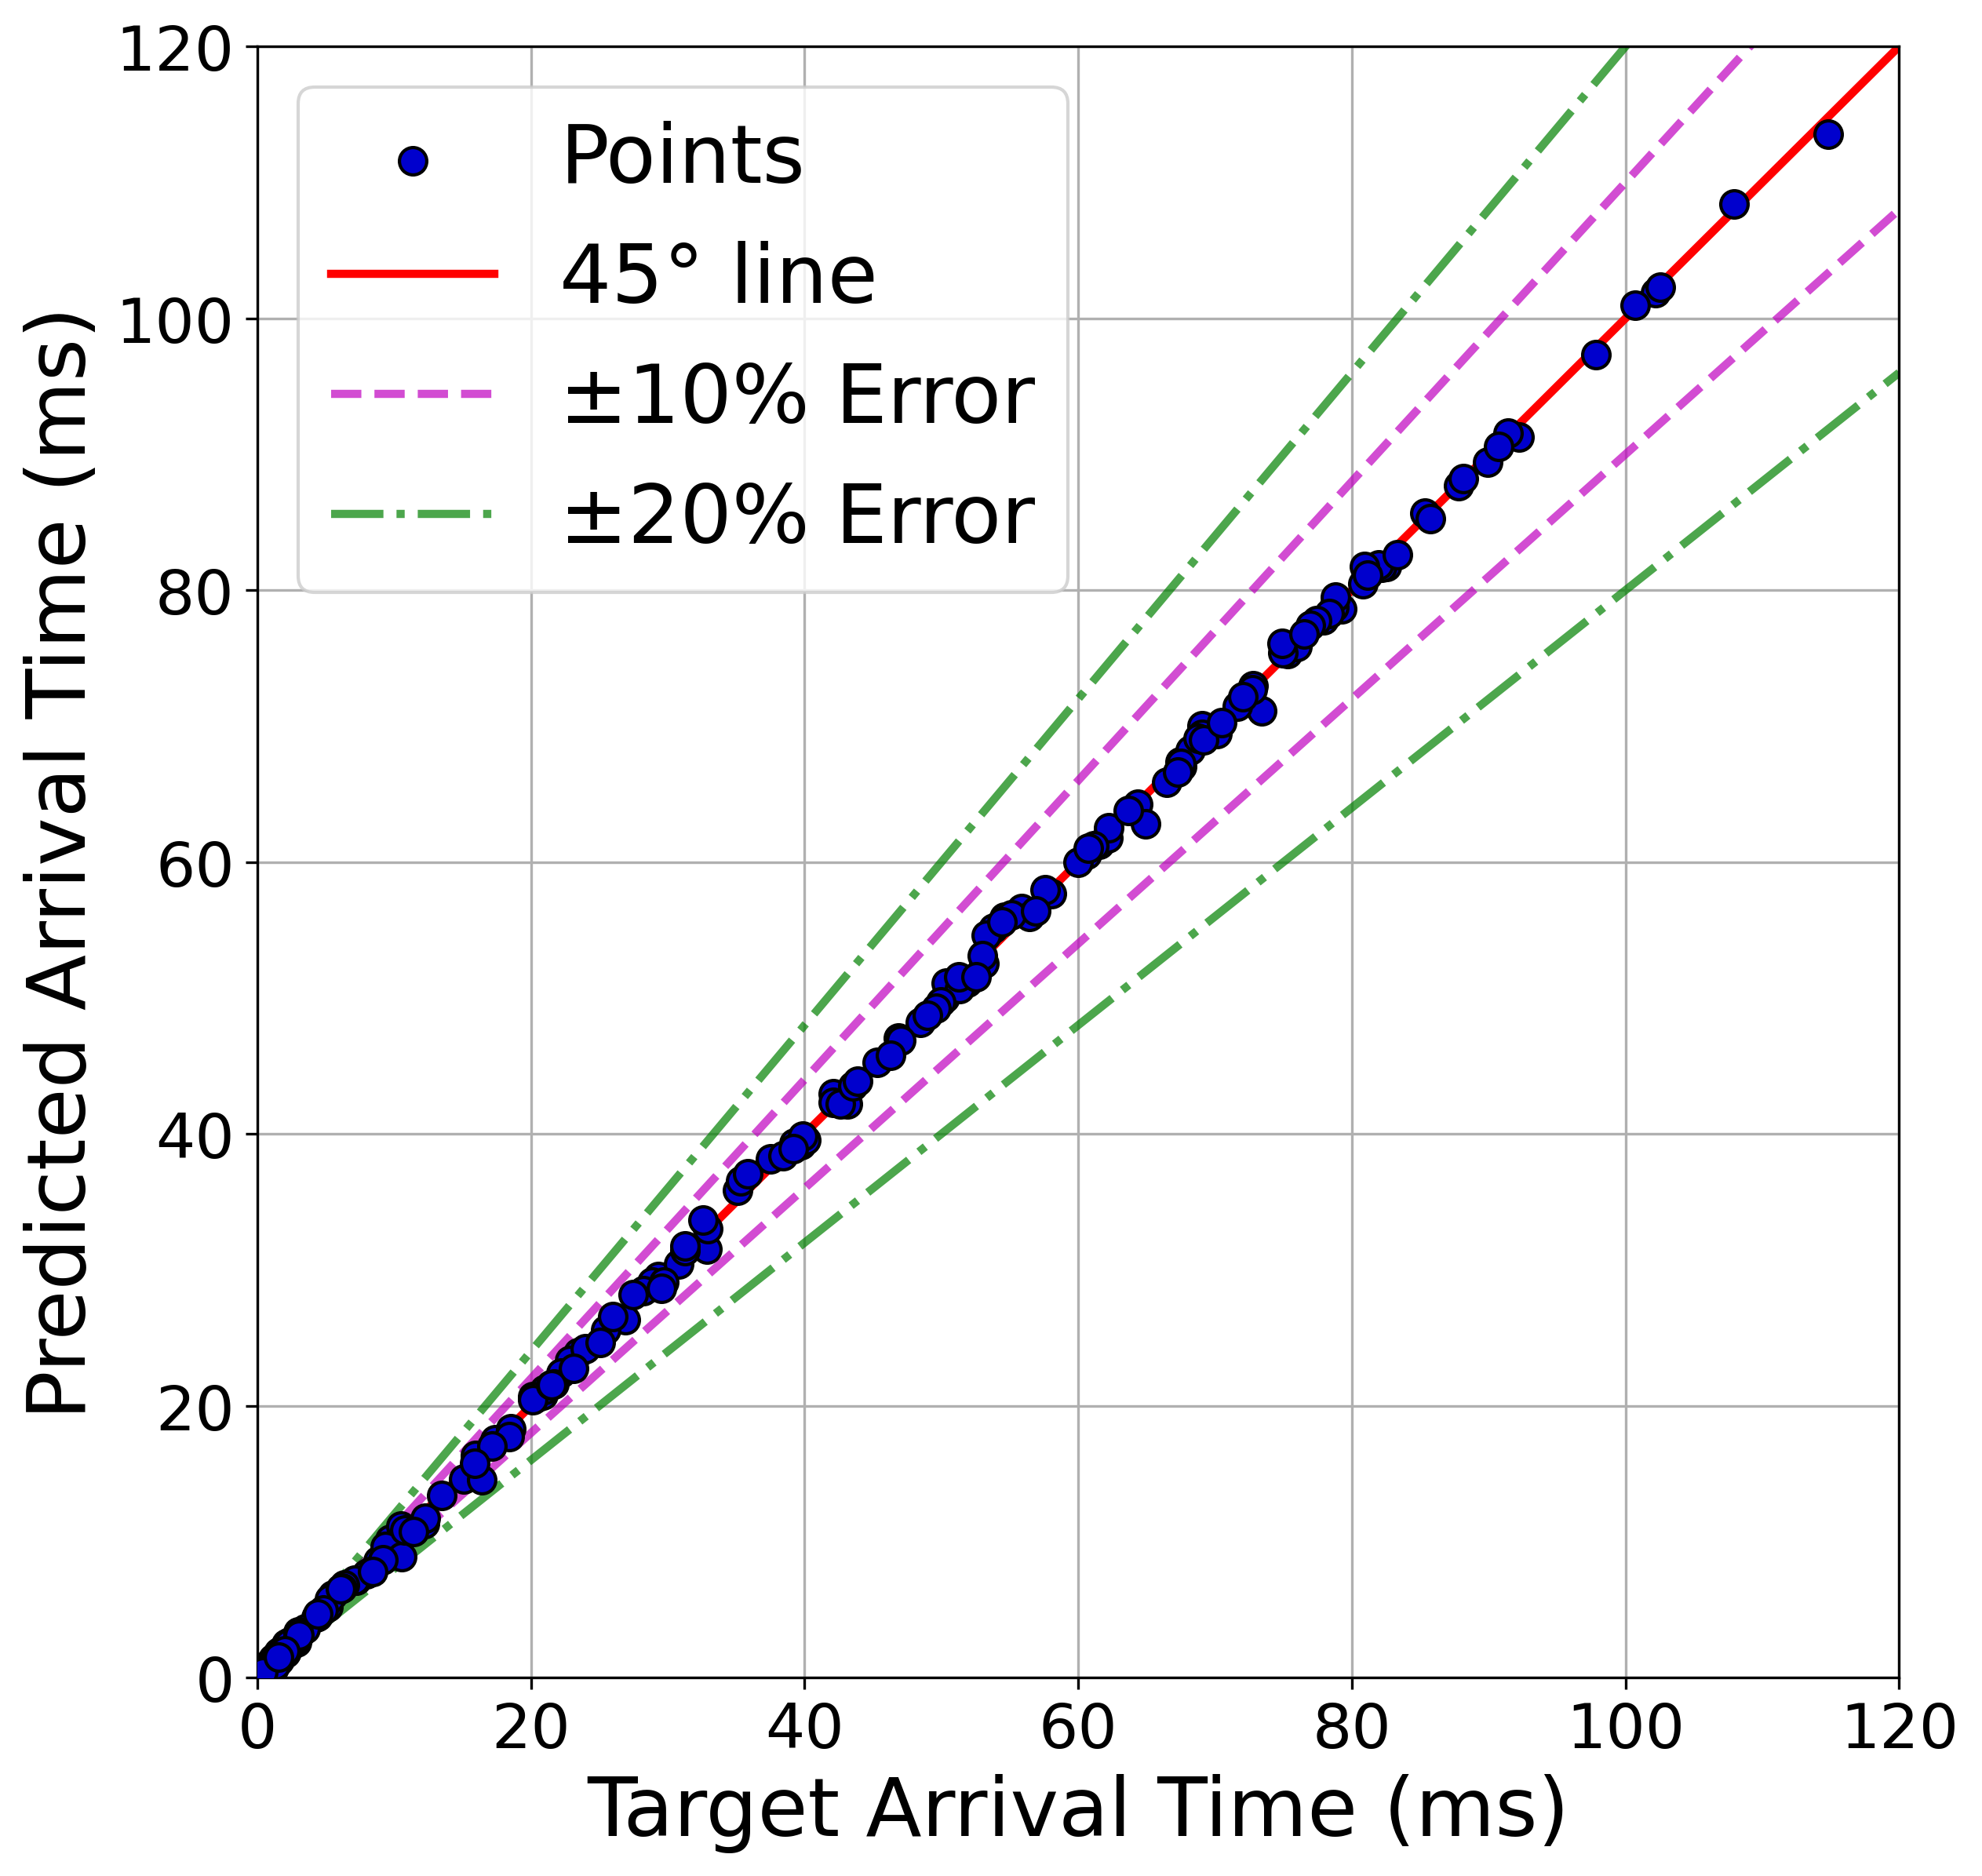 Points
45° line
±10% Error
±20% Error
120
100
80
60
40
20
0
0 20 40 60 80 100 120
Predicted Arrival Time (ms)
Target Arrival Time (ms)